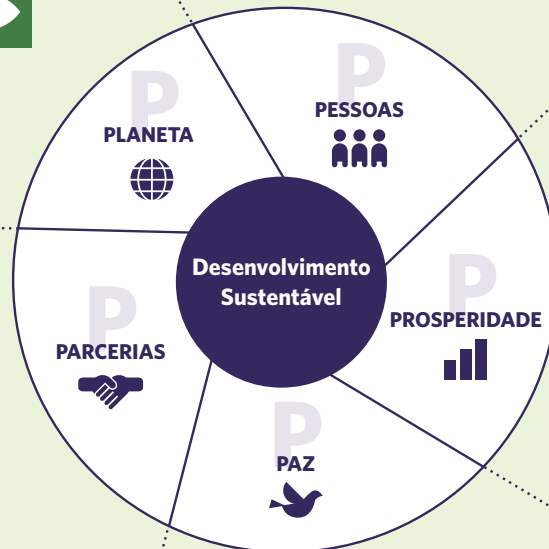 P
PESSOAS
P
PLANETA
Desenvolvimento
Sustentável
P
PROSPERIDADE
P
PARCERIAS
P
PAZ